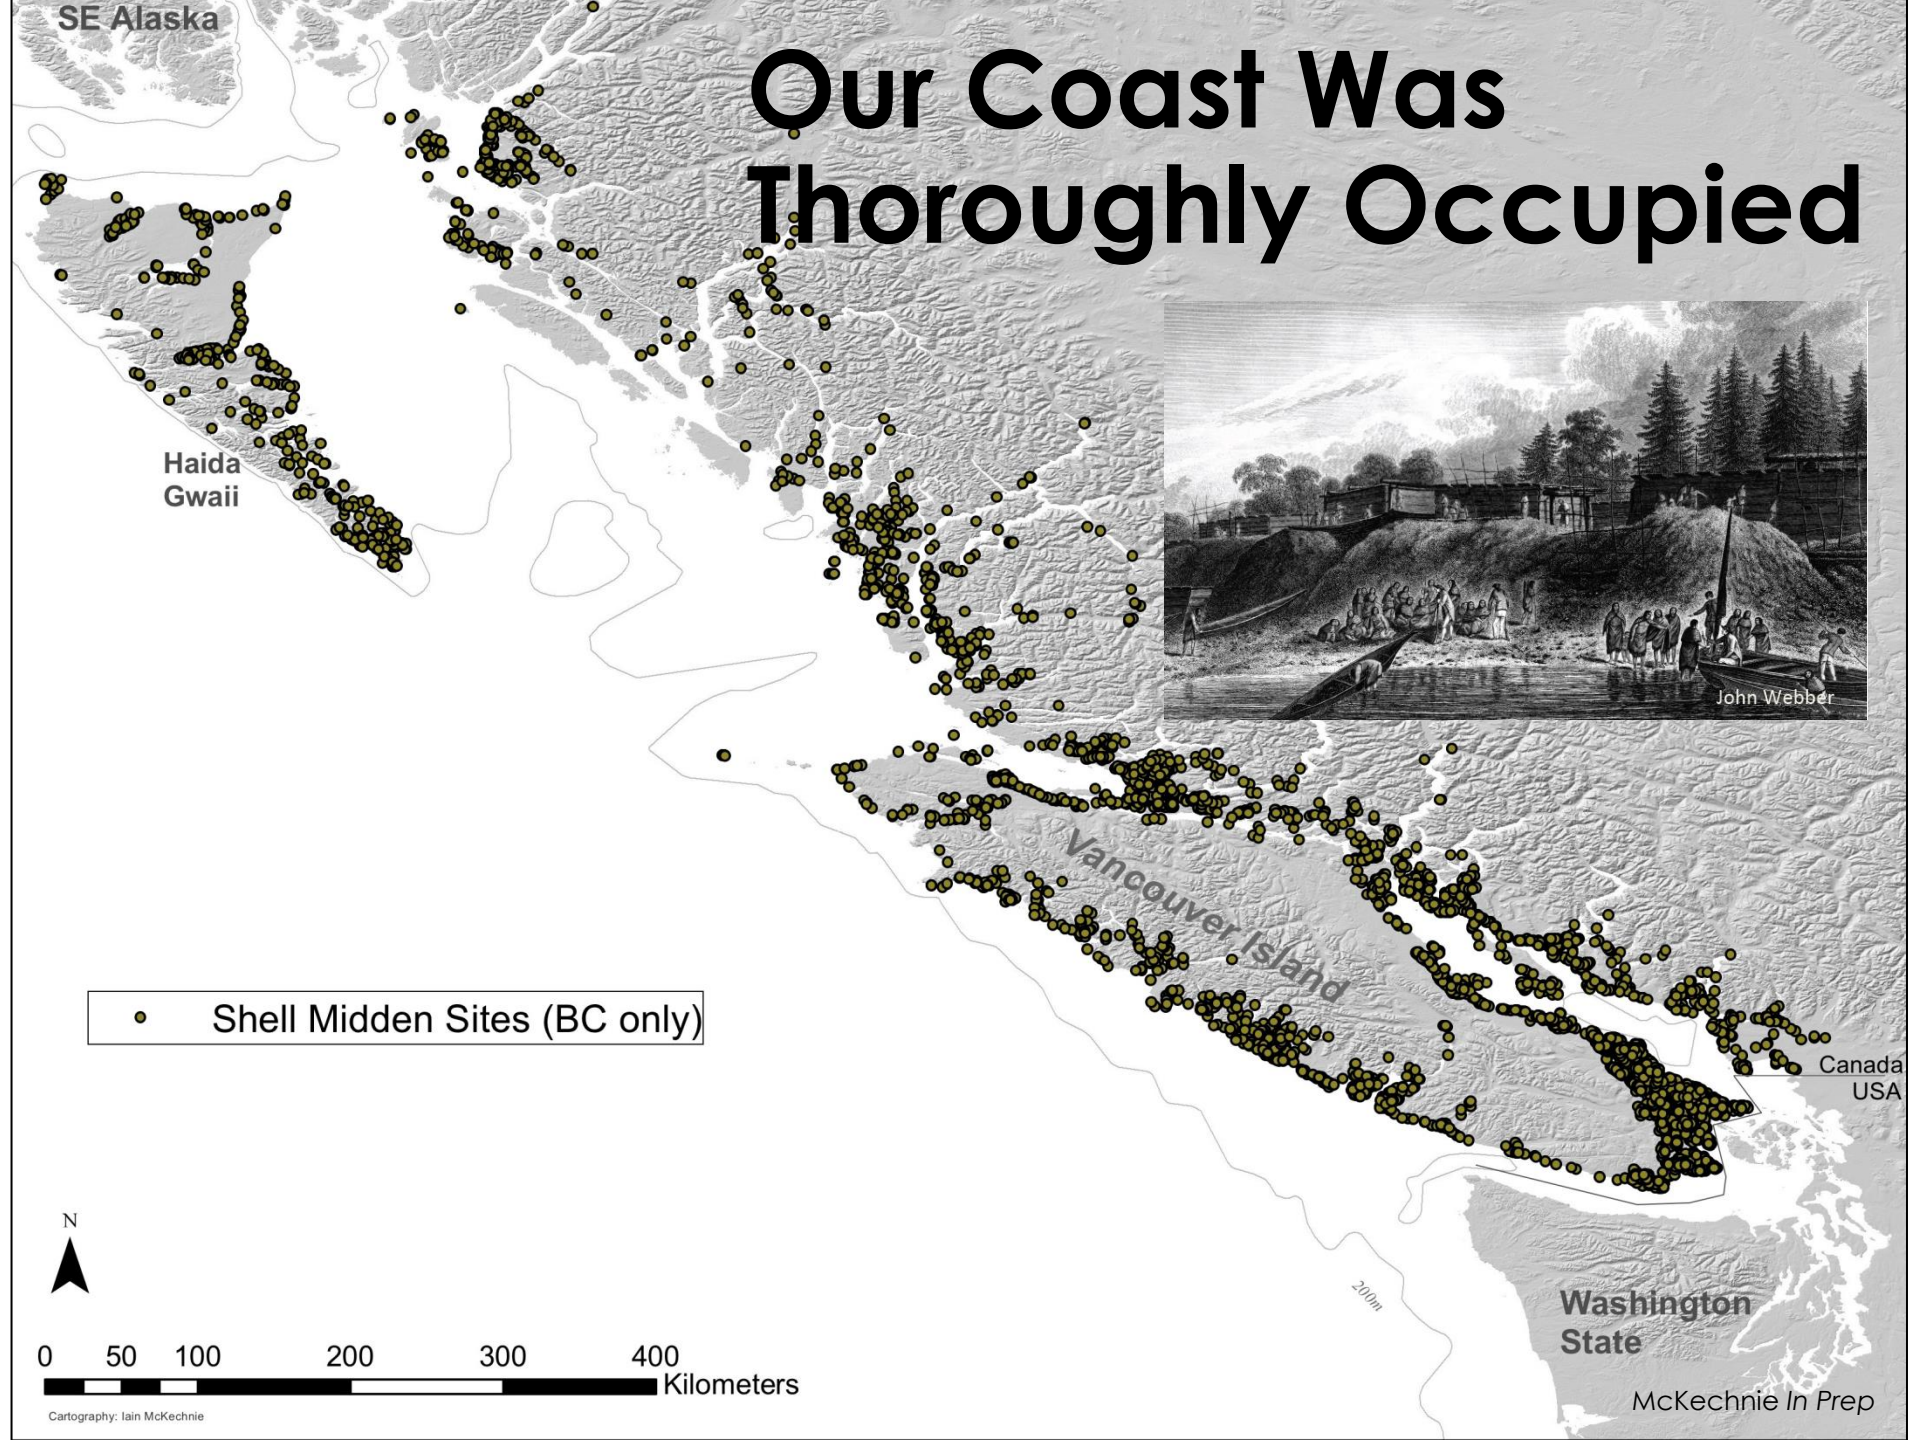 SE Alaska
Our Coast Was
Thoroughly Occupied
Haida
Gwaii
John Webber
Vancouver Island
Shell Midden Sites (BC only)
Canada
USA
N
200m
Washington
State
0 50 100 200 300 400
Kilometers
Cartography: Iain McKechnie
McKechnie In Prep